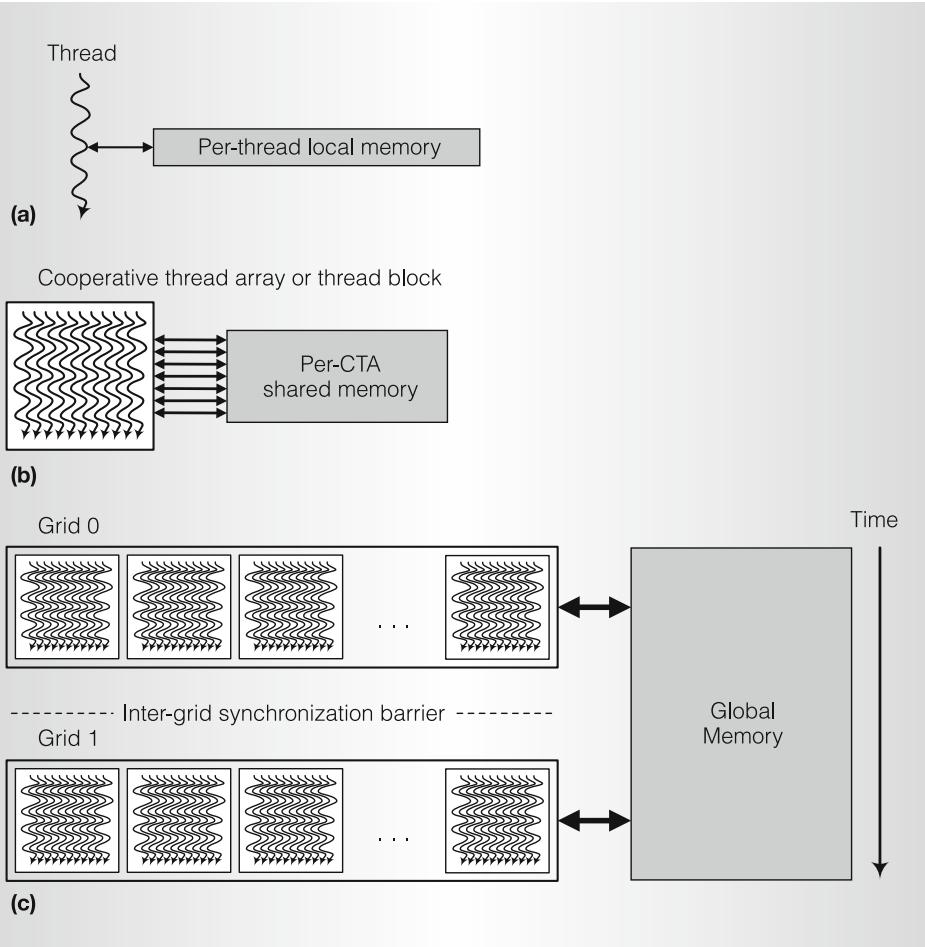 Thread
Per-thread local memory
(a)
Cooperative thread array or thread block
Per-CTA
shared memory
(b)
Grid 0
Time
. . .
Inter-grid synchronization barrier
Global
Memory
Grid 1
. . .
(c)